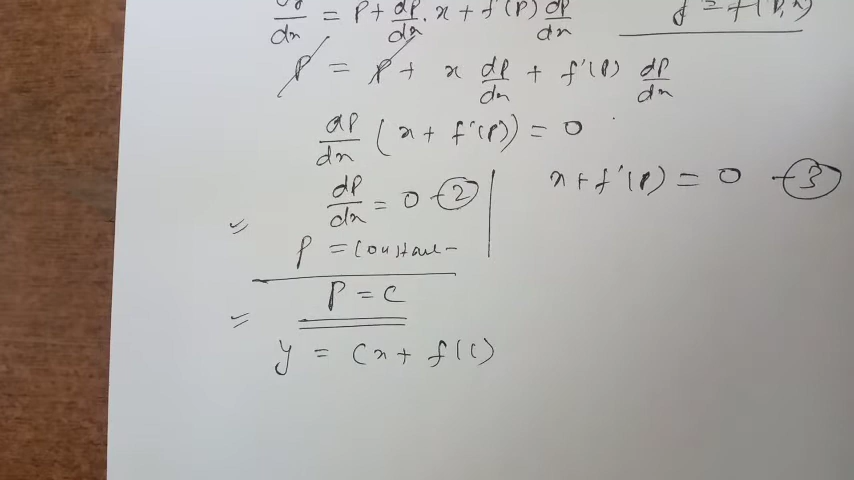 dy/dx = P + dP/dx . x + f'(P) dP/dx
y = f(P, x)
P = P + x dP/dx + f'(P) dP/dx
dP/dx (x + f'(P)) = 0
dP/dx = 0 - 2
x + f'(P) = 0 - 3
P = Constant
P = C
y = Cx + f(C)